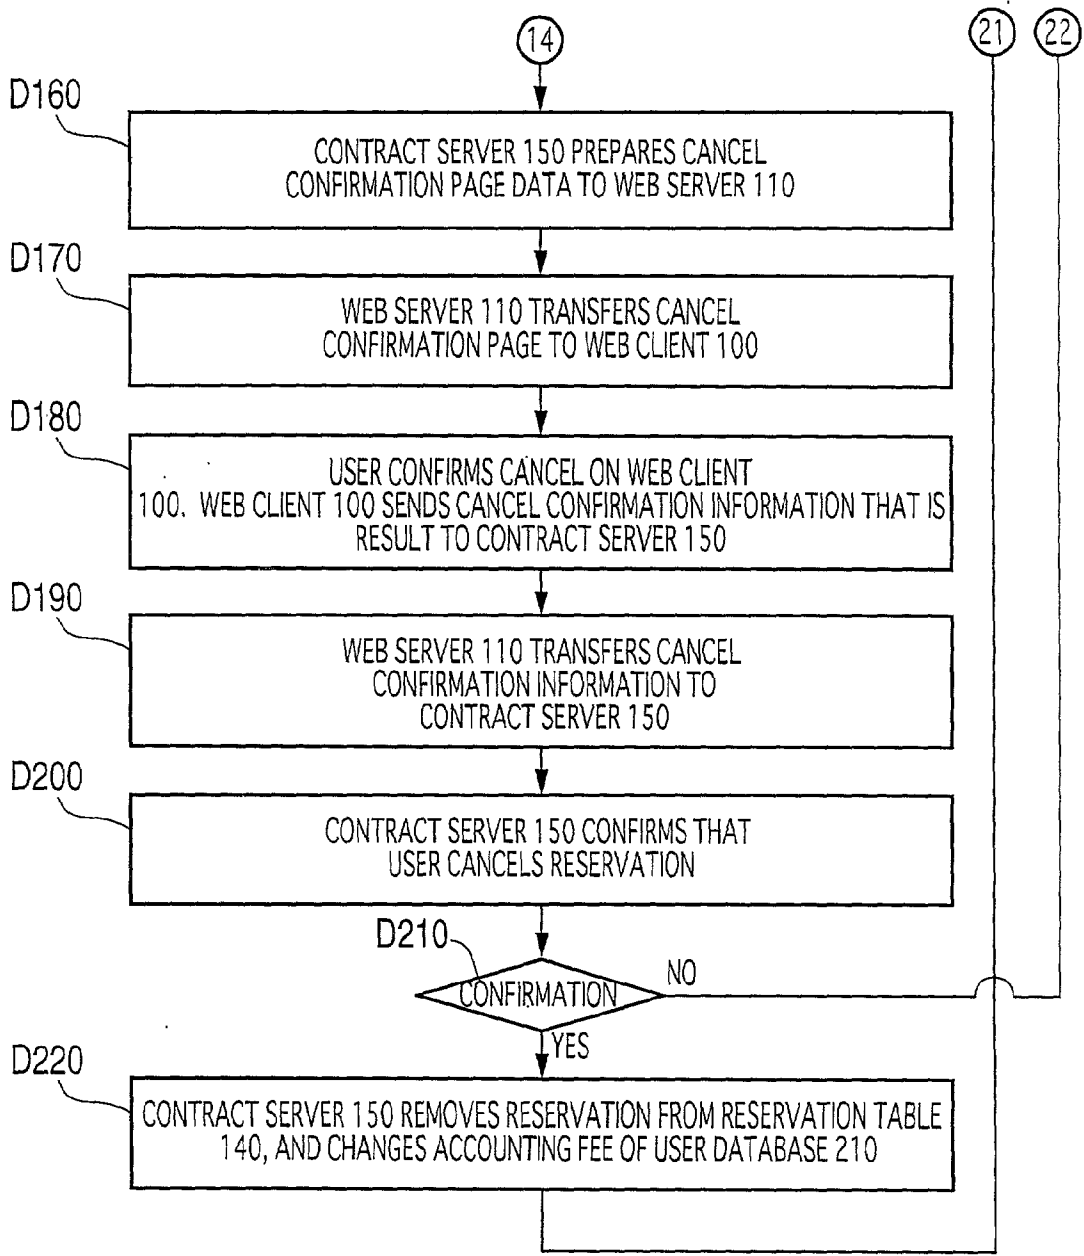 14
21
22
D160
CONTRACT SERVER 150 PREPARES CANCEL
CONFIRMATION PAGE DATA TO WEB SERVER 110
D170
WEB SERVER 110 TRANSFERS CANCEL
CONFIRMATION PAGE TO WEB CLIENT 100
D180
USER CONFIRMS CANCEL ON WEB CLIENT
100. WEB CLIENT 100 SENDS CANCEL CONFIRMATION INFORMATION THAT IS
RESULT TO CONTRACT SERVER 150
D190
WEB SERVER 110 TRANSFERS CANCEL
CONFIRMATION INFORMATION TO
CONTRACT SERVER 150
D200
CONTRACT SERVER 150 CONFIRMS THAT
USER CANCELS RESERVATION
D210
NO
CONFIRMATION
YES
D220
CONTRACT SERVER 150 REMOVES RESERVATION FROM RESERVATION TABLE
140, AND CHANGES ACCOUNTING FEE OF USER DATABASE 210